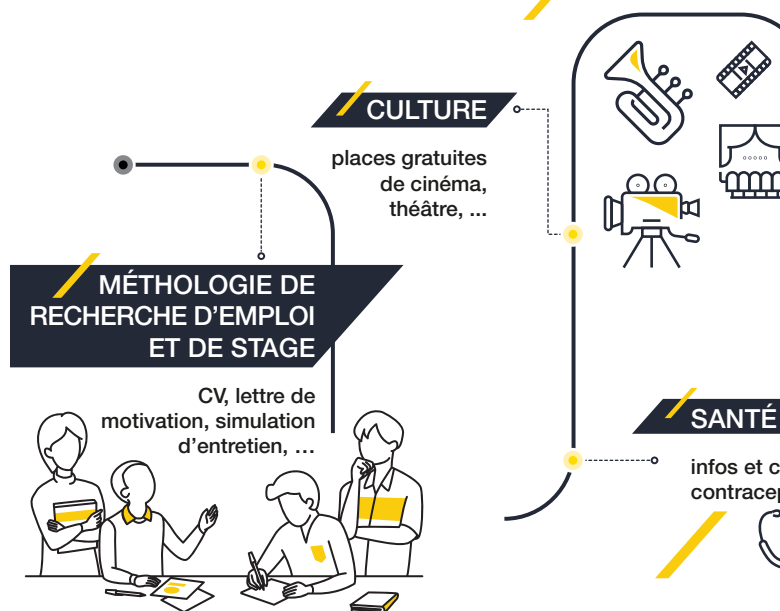 CULTURE
places gratuites
de cinéma,
théâtre, ...
MÉTHOLOGIE DE
RECHERCHE D’EMPLOI
ET DE STAGE
CV, lettre de
motivation, simulation
d’entretien, …
SANTÉ
infos et